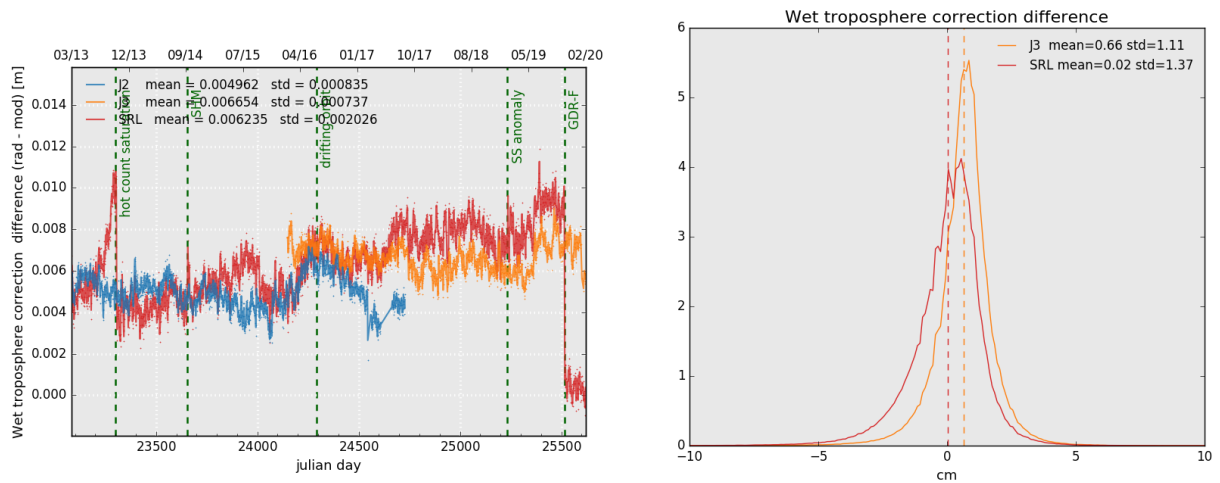 03/13 12/13 09/14 07/15 04/16 01/17 10/17 08/18 05/19 02/20
Wet troposphere correction difference (rad - mod) [m]
0.014
0.012
0.010
0.008
0.006
0.004
0.002
0.000
J2 mean = 0.004962 std = 0.000835
J3 mean = 0.006654 std = 0.000737
SRL mean = 0.006235 std = 0.002026
hot count saturation
SHM
drifting orbit
SS anomaly
GDR-F
23500 24000 24500 25000 25500
julian day
Wet troposphere correction difference
J3 mean=0.66 std=1.11
SRL mean=0.02 std=1.37
6
5
4
3
2
1
0
−10 −5 0 5 10
cm